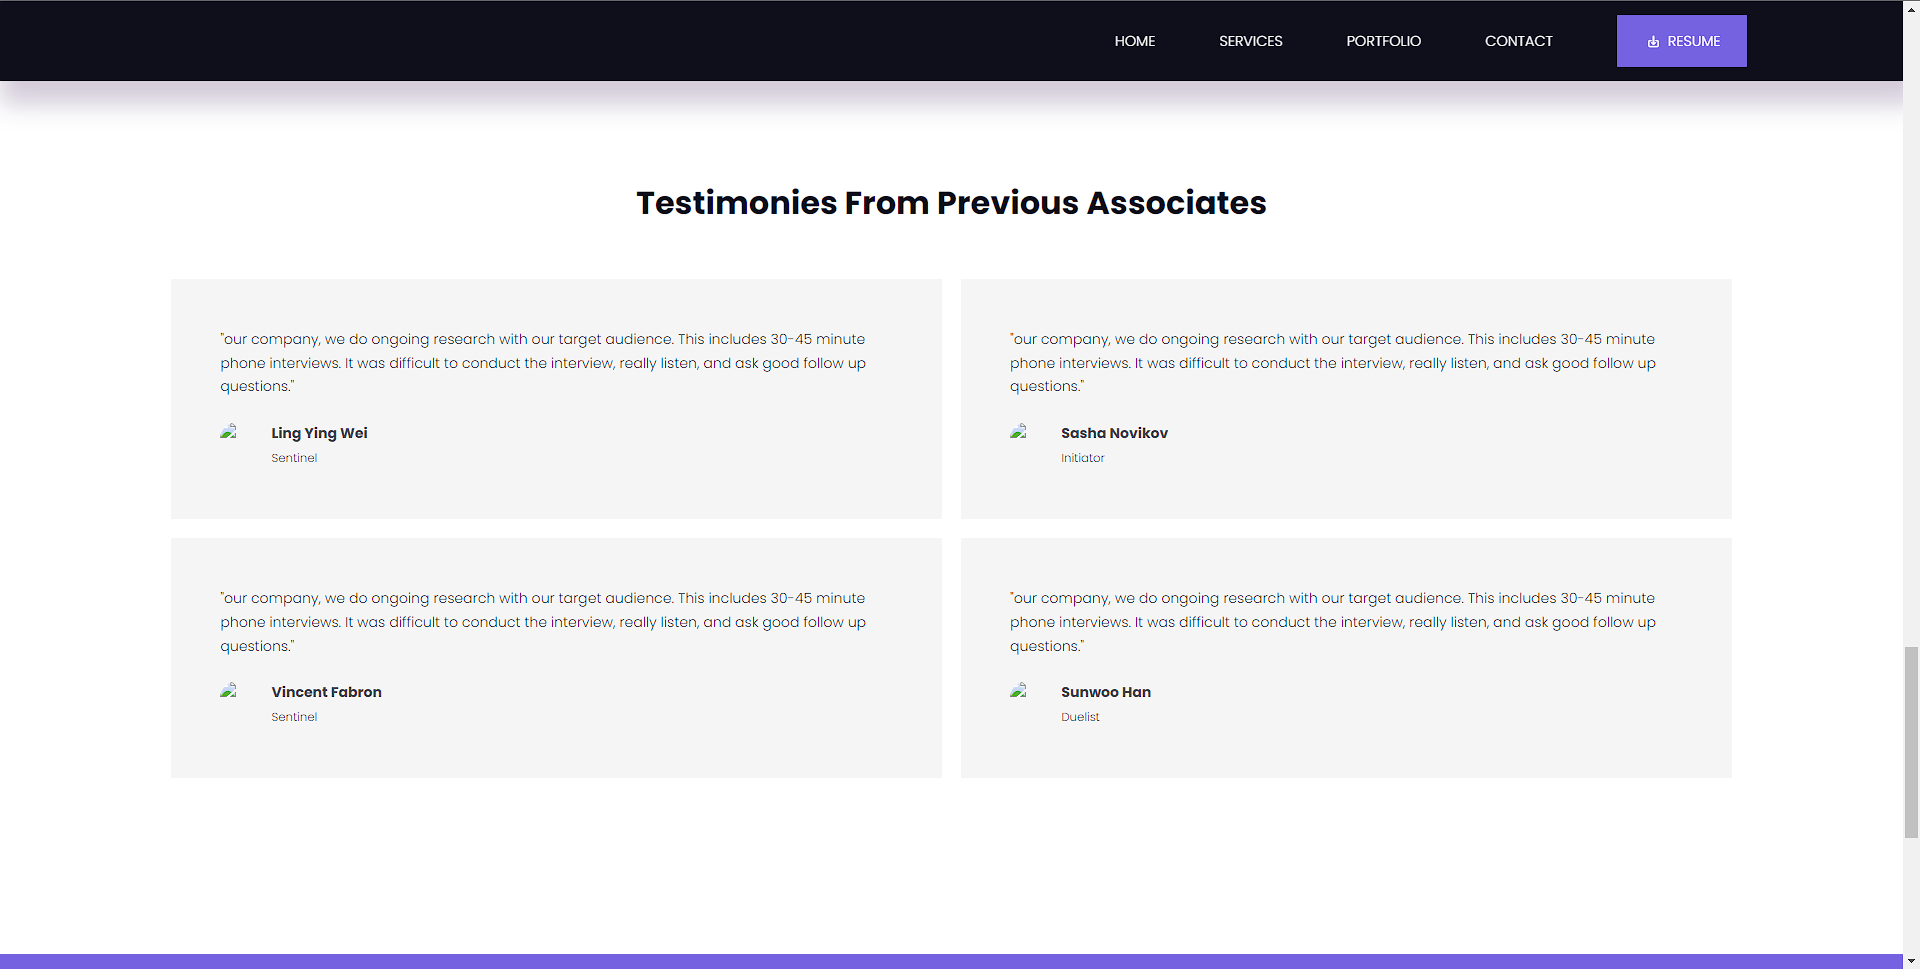 HOME SERVICES PORTFOLIO CONTACT RESUME
Testimonies From Previous Associates
"our company, we do ongoing research with our target audience. This includes 30-45 minute
phone interviews. It was difficult to conduct the interview, really listen, and ask good follow up
questions."
Ling Ying Wei
Sentinel
"our company, we do ongoing research with our target audience. This includes 30-45 minute
phone interviews. It was difficult to conduct the interview, really listen, and ask good follow up
questions."
Sasha Novikov
Initiator
"our company, we do ongoing research with our target audience. This includes 30-45 minute
phone interviews. It was difficult to conduct the interview, really listen, and ask good follow up
questions."
Vincent Fabron
Sentinel
"our company, we do ongoing research with our target audience. This includes 30-45 minute
phone interviews. It was difficult to conduct the interview, really listen, and ask good follow up
questions."
Sunwoo Han
Duelist